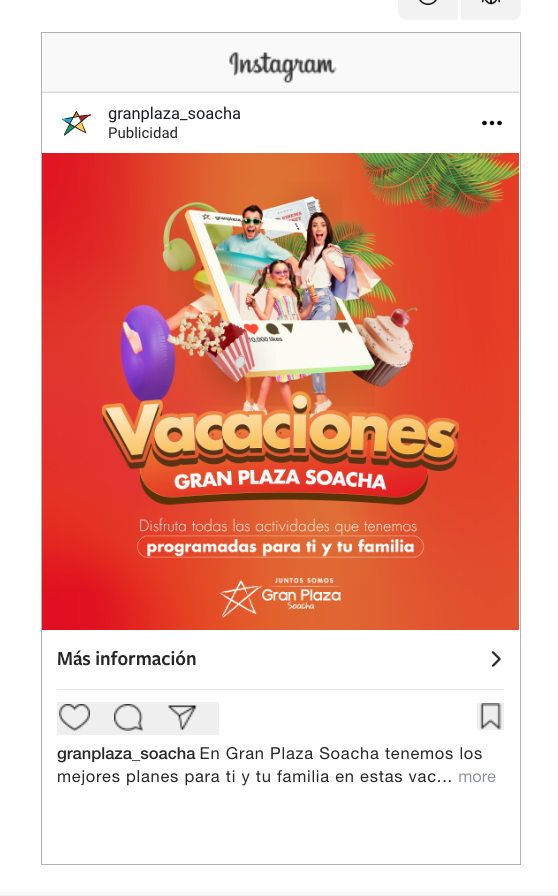 Instagram
granplaza_soacha
Publicidad
granplaza
10,000 likes
Vacaciones
GRAN PLAZA SOACHA
Disfruta todas las actividades que tenemos
programadas para ti y tu familia
JUNTOS SOMOS
Gran Plaza
Soacha
Más información
granplaza_soacha En Gran Plaza Soacha tenemos los
mejores planes para ti y tu familia en estas vac... more